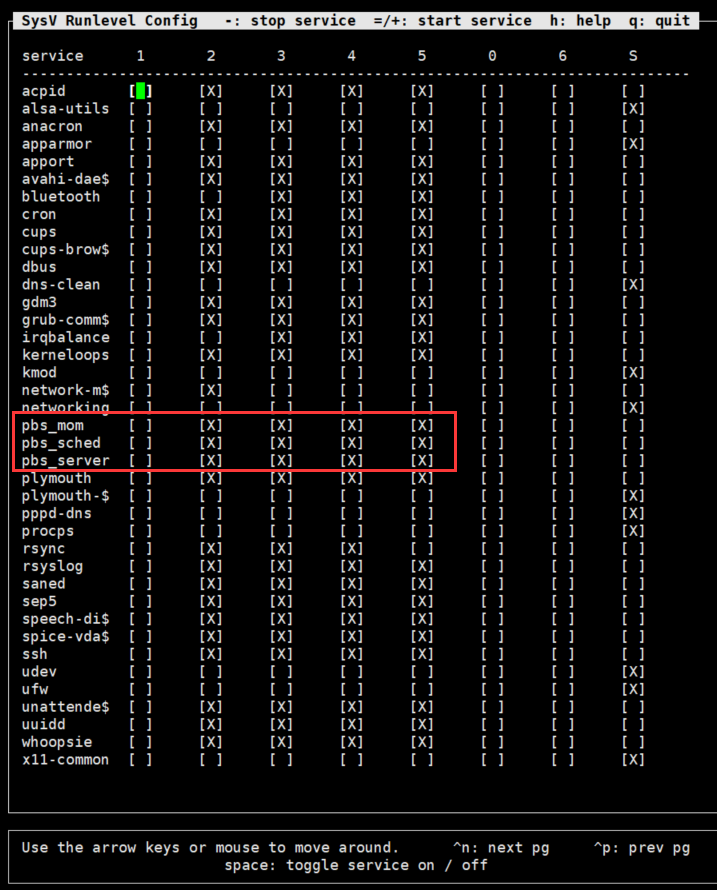 SysV Runlevel Config -: stop service =/+: start service h: help q: quit
service 1 2 3 4 5 0 6 S
----------------------------------------------------------------------------
acpid [ ] [X] [X] [X] [X] [ ] [ ] [ ]
alsa-utils [ ] [ ] [ ] [ ] [ ] [ ] [ ] [X]
anacron [ ] [X] [X] [X] [X] [ ] [ ] [ ]
apparmor [ ] [ ] [ ] [ ] [ ] [ ] [ ] [X]
apport [ ] [X] [X] [X] [X] [ ] [ ] [ ]
avahi-dae$ [ ] [X] [X] [X] [X] [ ] [ ] [ ]
bluetooth [ ] [X] [X] [X] [X] [ ] [ ] [ ]
cron [ ] [X] [X] [X] [X] [ ] [ ] [ ]
cups [ ] [X] [X] [X] [X] [ ] [ ] [ ]
cups-brow$ [ ] [X] [X] [X] [X] [ ] [ ] [ ]
dbus [ ] [X] [X] [X] [X] [ ] [ ] [ ]
dns-clean [ ] [ ] [ ] [ ] [ ] [ ] [ ] [X]
gdm3 [ ] [X] [X] [X] [X] [ ] [ ] [ ]
grub-comm$ [ ] [X] [X] [X] [X] [ ] [ ] [ ]
irqbalance [ ] [X] [X] [X] [X] [ ] [ ] [ ]
kerneloops [ ] [X] [X] [X] [X] [ ] [ ] [ ]
kmod [ ] [ ] [ ] [ ] [ ] [ ] [ ] [X]
network-m$ [ ] [X] [X] [X] [X] [ ] [ ] [ ]
networking [ ] [ ] [ ] [ ] [ ] [ ] [ ] [X]
pbs_mom [ ] [X] [X] [X] [X] [ ] [ ] [ ]
pbs_sched [ ] [X] [X] [X] [X] [ ] [ ] [ ]
pbs_server [ ] [X] [X] [X] [X] [ ] [ ] [ ]
plymouth [ ] [X] [X] [X] [X] [ ] [ ] [ ]
plymouth-$ [ ] [ ] [ ] [ ] [ ] [ ] [ ] [X]
pppd-dns [ ] [ ] [ ] [ ] [ ] [ ] [ ] [X]
procps [ ] [ ] [ ] [ ] [ ] [ ] [ ] [X]
rsync [ ] [X] [X] [X] [X] [ ] [ ] [ ]
rsyslog [ ] [X] [X] [X] [X] [ ] [ ] [ ]
saned [ ] [X] [X] [X] [X] [ ] [ ] [ ]
sep5 [ ] [X] [X] [X] [X] [ ] [ ] [ ]
speech-di$ [ ] [X] [X] [X] [X] [ ] [ ] [ ]
spice-vda$ [ ] [X] [X] [X] [X] [ ] [ ] [ ]
ssh [ ] [X] [X] [X] [X] [ ] [ ] [ ]
udev [ ] [ ] [ ] [ ] [ ] [ ] [ ] [X]
ufw [ ] [ ] [ ] [ ] [ ] [ ] [ ] [X]
unattende$ [ ] [X] [X] [X] [X] [ ] [ ] [ ]
uuidd [ ] [X] [X] [X] [X] [ ] [ ] [ ]
whoopsie [ ] [X] [X] [X] [X] [ ] [ ] [ ]
x11-common [ ] [ ] [ ] [ ] [ ] [ ] [ ] [X]
Use the arrow keys or mouse to move around. ^n: next pg ^p: prev pg
space: toggle service on / off